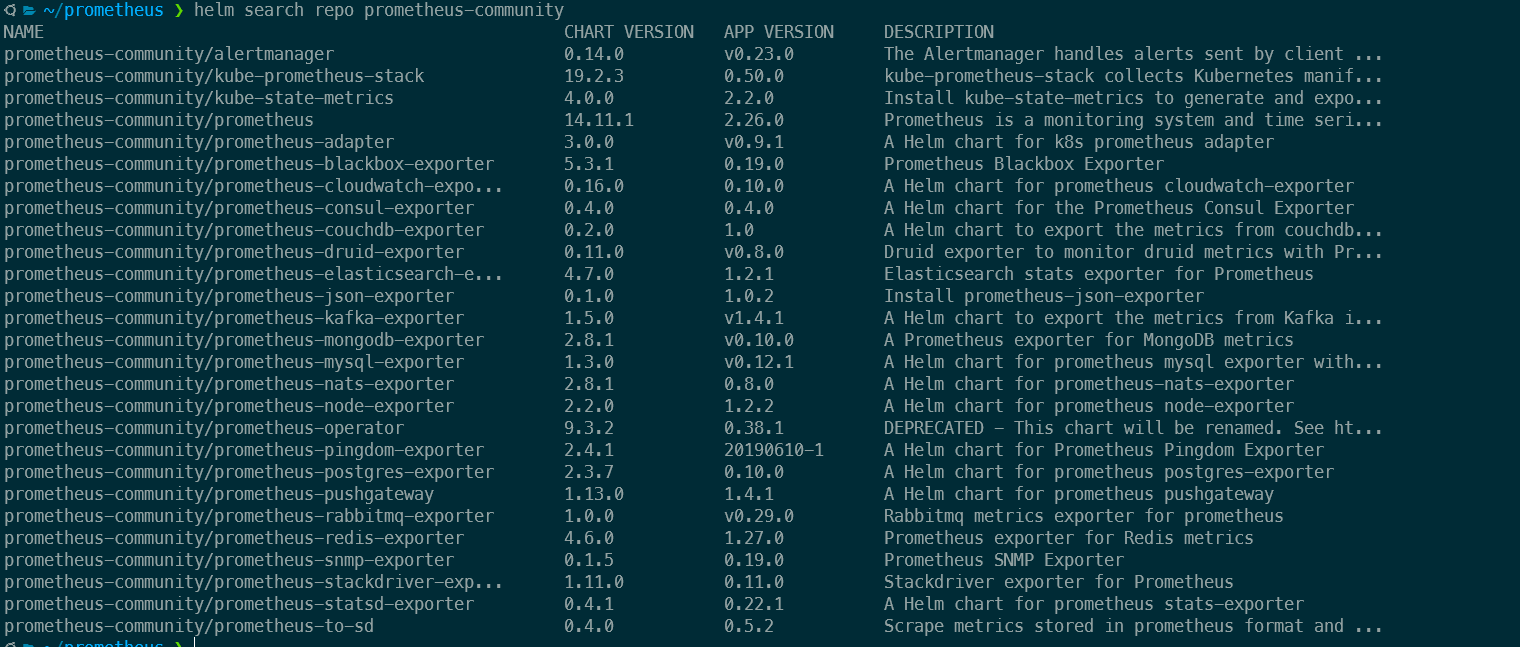 ~/prometheus ❯ helm search repo prometheus-community
NAME CHART VERSION APP VERSION DESCRIPTION
prometheus-community/alertmanager 0.14.0 v0.23.0 The Alertmanager handles alerts sent by client ...
prometheus-community/kube-prometheus-stack 19.2.3 0.50.0 kube-prometheus-stack collects Kubernetes manif...
prometheus-community/kube-state-metrics 4.0.0 2.2.0 Install kube-state-metrics to generate and expo...
prometheus-community/prometheus 14.11.1 2.26.0 Prometheus is a monitoring system and time seri...
prometheus-community/prometheus-adapter 3.0.0 v0.9.1 A Helm chart for k8s prometheus adapter
prometheus-community/prometheus-blackbox-exporter 5.3.1 0.19.0 Prometheus Blackbox Exporter
prometheus-community/prometheus-cloudwatch-expo... 0.16.0 0.10.0 A Helm chart for prometheus cloudwatch-exporter
prometheus-community/prometheus-consul-exporter 0.4.0 0.4.0 A Helm chart for the Prometheus Consul Exporter
prometheus-community/prometheus-couchdb-exporter 0.2.0 1.0 A Helm chart to export the metrics from couchdb...
prometheus-community/prometheus-druid-exporter 0.11.0 v0.8.0 Druid exporter to monitor druid metrics with Pr...
prometheus-community/prometheus-elasticsearch-e... 4.7.0 1.2.1 Elasticsearch stats exporter for Prometheus
prometheus-community/prometheus-json-exporter 0.1.0 1.0.2 Install prometheus-json-exporter
prometheus-community/prometheus-kafka-exporter 1.5.0 v1.4.1 A Helm chart to export the metrics from Kafka i...
prometheus-community/prometheus-mongodb-exporter 2.8.1 v0.10.0 A Prometheus exporter for MongoDB metrics
prometheus-community/prometheus-mysql-exporter 1.3.0 v0.12.1 A Helm chart for prometheus mysql exporter with...
prometheus-community/prometheus-nats-exporter 2.8.1 0.8.0 A Helm chart for prometheus-nats-exporter
prometheus-community/prometheus-node-exporter 2.2.0 1.2.2 A Helm chart for prometheus node-exporter
prometheus-community/prometheus-operator 9.3.2 0.38.1 DEPRECATED - This chart will be renamed. See ht...
prometheus-community/prometheus-pingdom-exporter 2.4.1 20190610-1 A Helm chart for Prometheus Pingdom Exporter
prometheus-community/prometheus-postgres-exporter 2.3.7 0.10.0 A Helm chart for prometheus postgres-exporter
prometheus-community/prometheus-pushgateway 1.13.0 1.4.1 A Helm chart for prometheus pushgateway
prometheus-community/prometheus-rabbitmq-exporter 1.0.0 v0.29.0 Rabbitmq metrics exporter for prometheus
prometheus-community/prometheus-redis-exporter 4.6.0 1.27.0 Prometheus exporter for Redis metrics
prometheus-community/prometheus-snmp-exporter 0.1.5 0.19.0 Prometheus SNMP Exporter
prometheus-community/prometheus-stackdriver-exp... 1.11.0 0.11.0 Stackdriver exporter for Prometheus
prometheus-community/prometheus-statsd-exporter 0.4.1 0.22.1 A Helm chart for prometheus stats-exporter
prometheus-community/prometheus-to-sd 0.4.0 0.5.2 Scrape metrics stored in prometheus format and ...
~/prometheus ❯